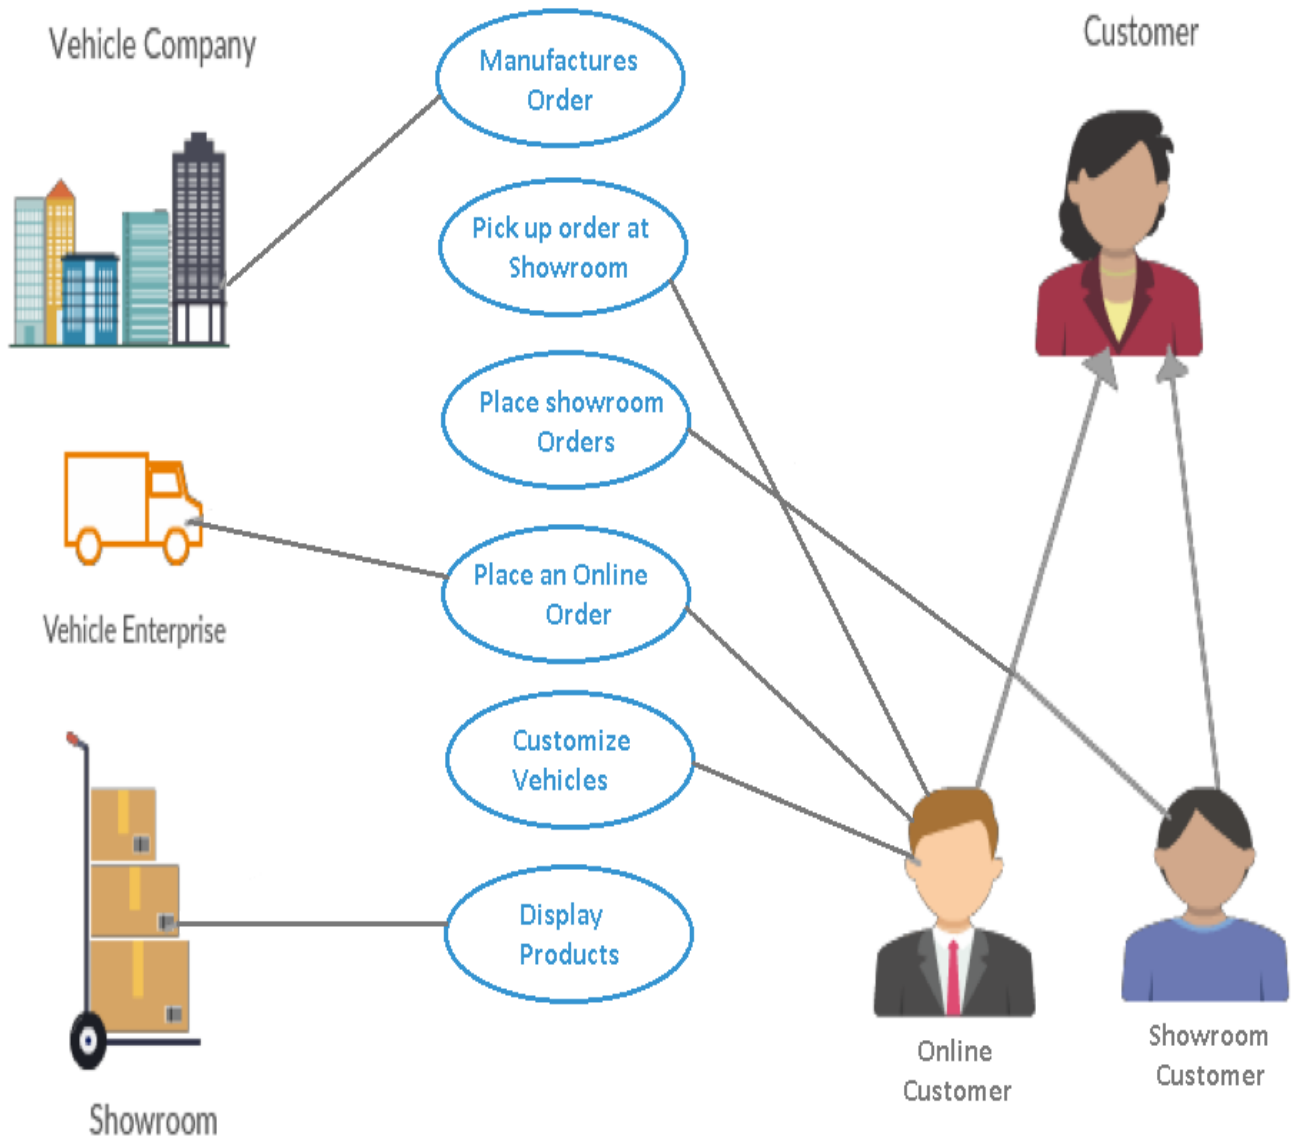 Vehicle Company
Customer
Manufactures
Order
Pick up order at
Showroom
Place showroom
Orders
Place an Online
Order
Vehicle Enterprise
Customize
Vehicles
Display
Products
Online
Customer
Showroom
Customer
Showroom